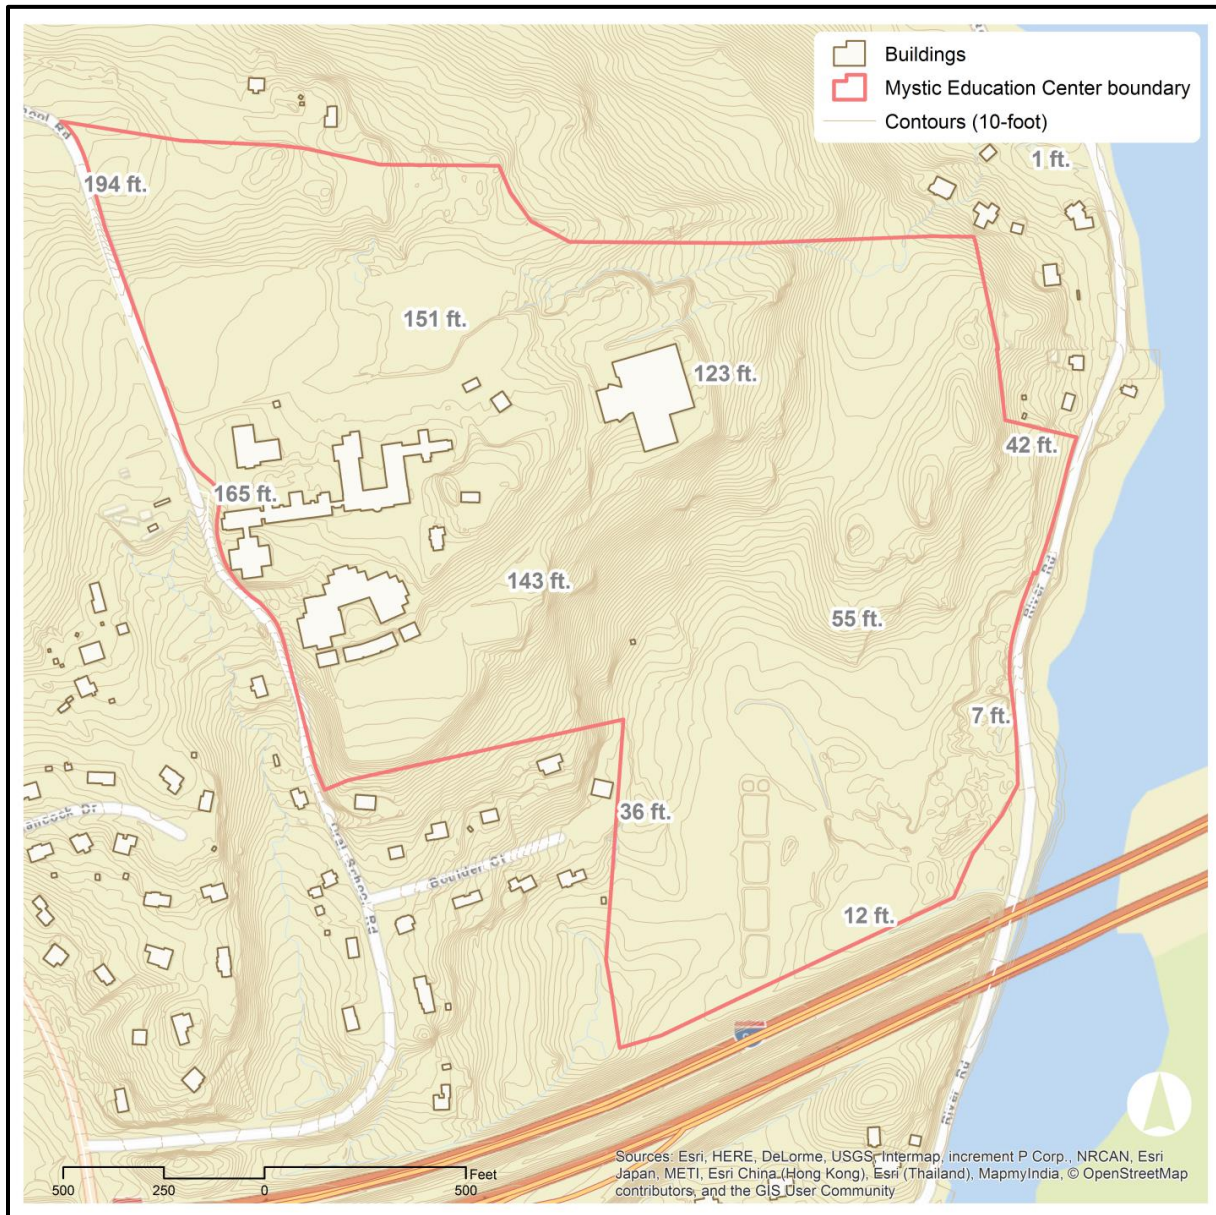 Buildings
Mystic Education Center boundary
Contours (10-foot)
1 ft.
194 ft.
151 ft.
123 ft.
42 ft.
165 ft.
143 ft.
55 ft.
River Rd
7 ft.
36 ft.
Boulder Ct
Oral School Rd
12 ft.
River Rd
Sources: Esri, HERE, DeLorme, USGS, Intermap, increment P Corp., NRCAN, Esri
Japan, METI, Esri China (Hong Kong), Esri (Thailand), MapmyIndia, © OpenStreetMap
contributors, and the GIS User Community
Feet
500 250 0 500